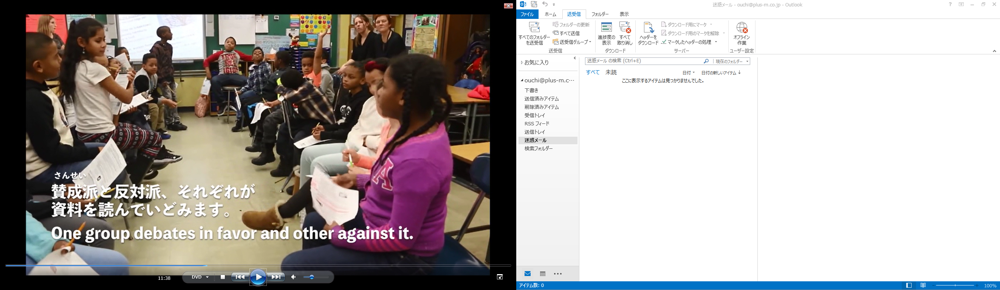 さんせい
賛成派と反対派、それぞれが
資料を読んでいどみます。
One group debates in favor and other against it.
11:38
DVD
迷惑メール - ouchi@plus-m.co.jp - Outlook
ファイル
ホーム
送受信
フォルダー
表示
すべてのフォルダー
を送受信
フォルダーの更新
すべて送信
送受信グループ
送受信
進捗度の
表示
すべて
取り消し
ダウンロード
ヘッダーを
ダウンロード
ダウンロード用にマーク
ダウンロード用のマークを解除
マークしたヘッダーの処理
サーバー
オフライン
作業
ユーザー設定
お気に入り
ouchi@plus-m.c…
下書き
送信済みアイテム
削除済みアイテム
受信トレイ
RSS フィード
送信トレイ
迷惑メール
検索フォルダー
迷惑メール の検索 (Ctrl+E)
現在のフォルダー
すべて 未読
日付 日付の新しいアイテム
ここに表示するアイテムは見つかりませんでした。
アイテム数: 0
100%